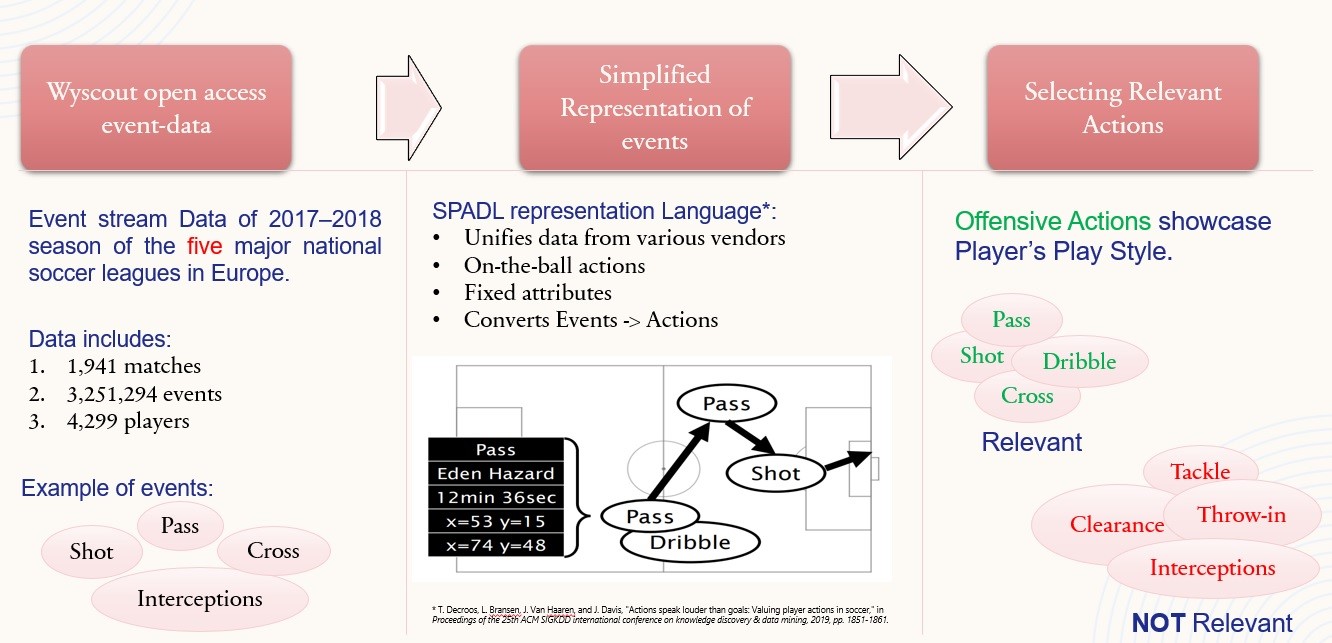 Wyscout open access
event-data
Simplified
Representation of
events
Selecting Relevant
Actions
Event stream Data of 2017–2018
season of the five major national
soccer leagues in Europe.
Data includes:
1. 1,941 matches
2. 3,251,294 events
3. 4,299 players
Example of events:
Pass
Shot
Cross
Interceptions
SPADL representation Language*:
• Unifies data from various vendors
• On-the-ball actions
• Fixed attributes
• Converts Events -> Actions
Pass
Eden Hazard
12min 36sec
x=53 y=15
x=74 y=48
Pass
Dribble
Pass
Shot
* T. Decroos, L. Bransen, J. Van Haaren, and J. Davis, "Actions speak louder than goals: Valuing player actions in soccer," in
Proceedings of the 25th ACM SIGKDD international conference on knowledge discovery & data mining, 2019, pp. 1851-1861.
Offensive Actions showcase
Player's Play Style.
Pass
Shot
Dribble
Cross
Relevant
Tackle
Clearance
Throw-in
Interceptions
NOT Relevant